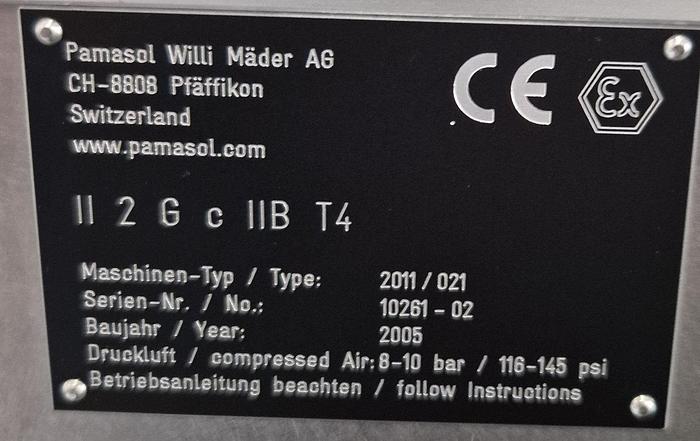 Pamasol Willi Mäder AG
CH-8808 Pfäffikon
Switzerland
www.pamasol.com
CE Ex
II 2 G c IIB T4
Maschinen-Typ / Type: 2011 / 021
Serien-Nr. / No.: 10261 - 02
Baujahr / Year: 2005
Druckluft / compressed Air: 8-10 bar / 116-145 psi
Betriebsanleitung beachten / follow Instructions